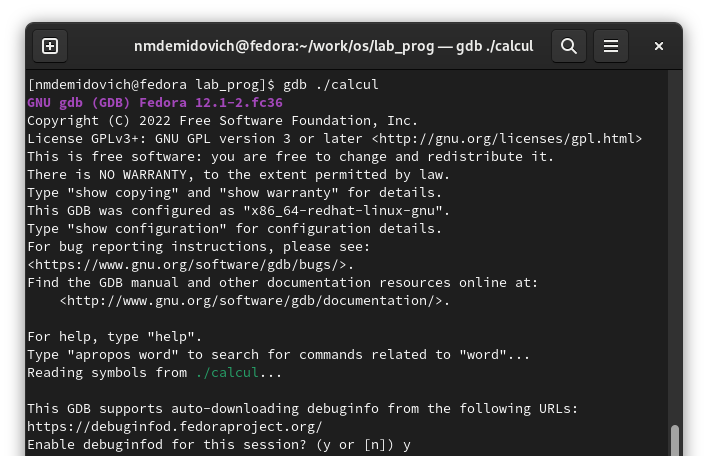 nmdemidovich@fedora:~/work/os/lab_prog — gdb ./calcul
[nmdemidovich@fedora lab_prog]$ gdb ./calcul
GNU gdb (GDB) Fedora 12.1-2.fc36
Copyright (C) 2022 Free Software Foundation, Inc.
License GPLv3+: GNU GPL version 3 or later <http://gnu.org/licenses/gpl.html>
This is free software: you are free to change and redistribute it.
There is NO WARRANTY, to the extent permitted by law.
Type "show copying" and "show warranty" for details.
This GDB was configured as "x86_64-redhat-linux-gnu".
Type "show configuration" for configuration details.
For bug reporting instructions, please see:
<https://www.gnu.org/software/gdb/bugs/>.
Find the GDB manual and other documentation resources online at:
    <http://www.gnu.org/software/gdb/documentation/>.
For help, type "help".
Type "apropos word" to search for commands related to "word"...
Reading symbols from ./calcul...
This GDB supports auto-downloading debuginfo from the following URLs:
https://debuginfod.fedoraproject.org/
Enable debuginfod for this session? (y or [n]) y